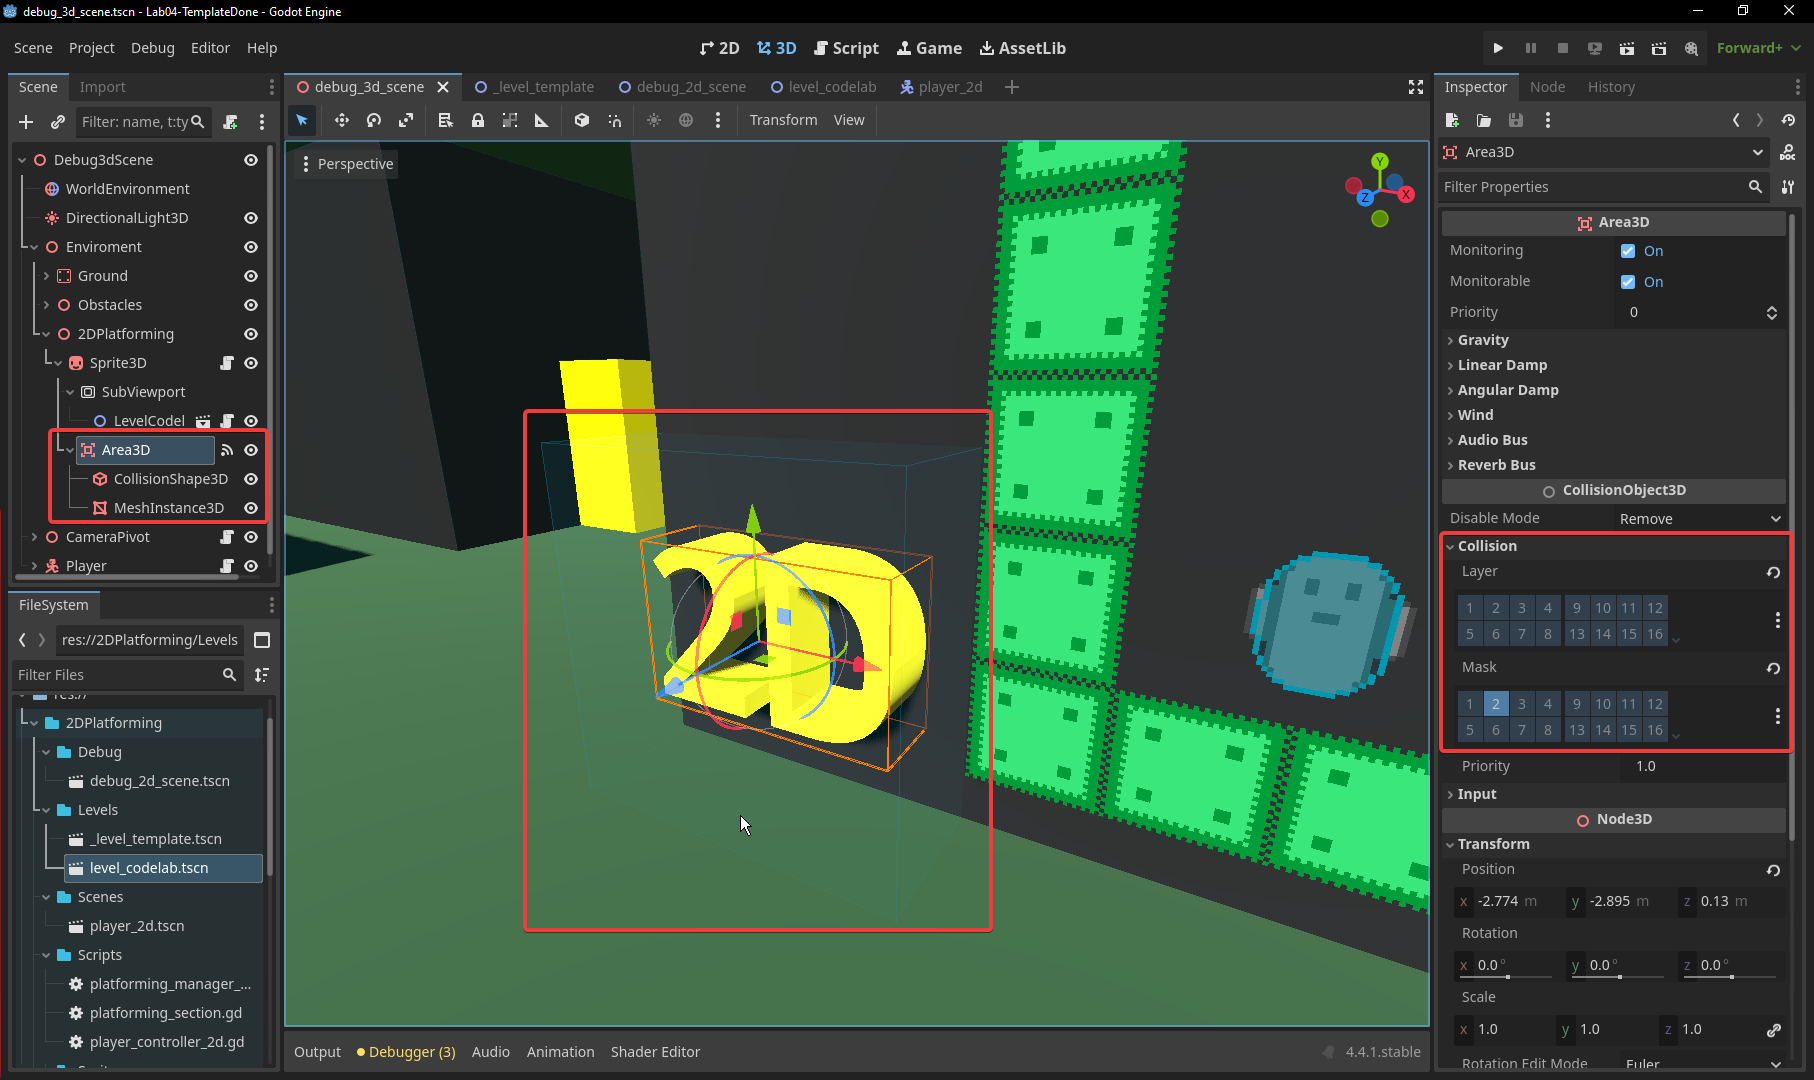 debug_3d_scene.tscn - Lab04-TemplateDone - Godot Engine
Scene Project Debug Editor Help
2D 3D Script Game AssetLib
Forward+
Scene Import
Filter: name, t:ty
Debug3dScene
WorldEnvironment
DirectionalLight3D
Enviroment
Ground
Obstacles
2DPlatforming
Sprite3D
SubViewport
LevelCodel
Area3D
CollisionShape3D
MeshInstance3D
CameraPivot
Player
FileSystem
res://2DPlatforming/Levels
Filter Files
res://
2DPlatforming
Debug
debug_2d_scene.tscn
Levels
_level_template.tscn
level_codelab.tscn
Scenes
player_2d.tscn
Scripts
platforming_manager_...
platforming_section.gd
player_controller_2d.gd
debug_3d_scene _level_template debug_2d_scene level_codelab player_2d
Transform View
Perspective
Y
X
Z
2D
Output Debugger (3) Audio Animation Shader Editor
4.4.1.stable
Inspector Node History
Area3D
Filter Properties
Area3D
Monitoring On
Monitorable On
Priority 0
Gravity
Linear Damp
Angular Damp
Wind
Audio Bus
Reverb Bus
CollisionObject3D
Disable Mode Remove
Collision
Layer
1 2 3 4 9 10 11 12
5 6 7 8 13 14 15 16
Mask
1 2 3 4 9 10 11 12
5 6 7 8 13 14 15 16
Priority 1.0
Input
Node3D
Transform
Position
x -2.774 m y -2.895 m z 0.13 m
Rotation
x 0.0 ° y 0.0 ° z 0.0 °
Scale
x 1.0 y 1.0 z 1.0
Rotation Edit Mode Euler